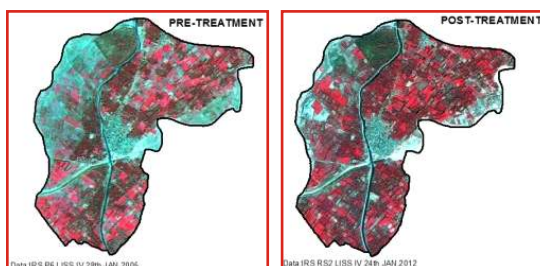 PRE-TREATMENT
Data IRS P6 LISS IV 28th JAN 2006
POST-TREATMENT
Data IRS RS2 LISS IV 24th JAN 2012